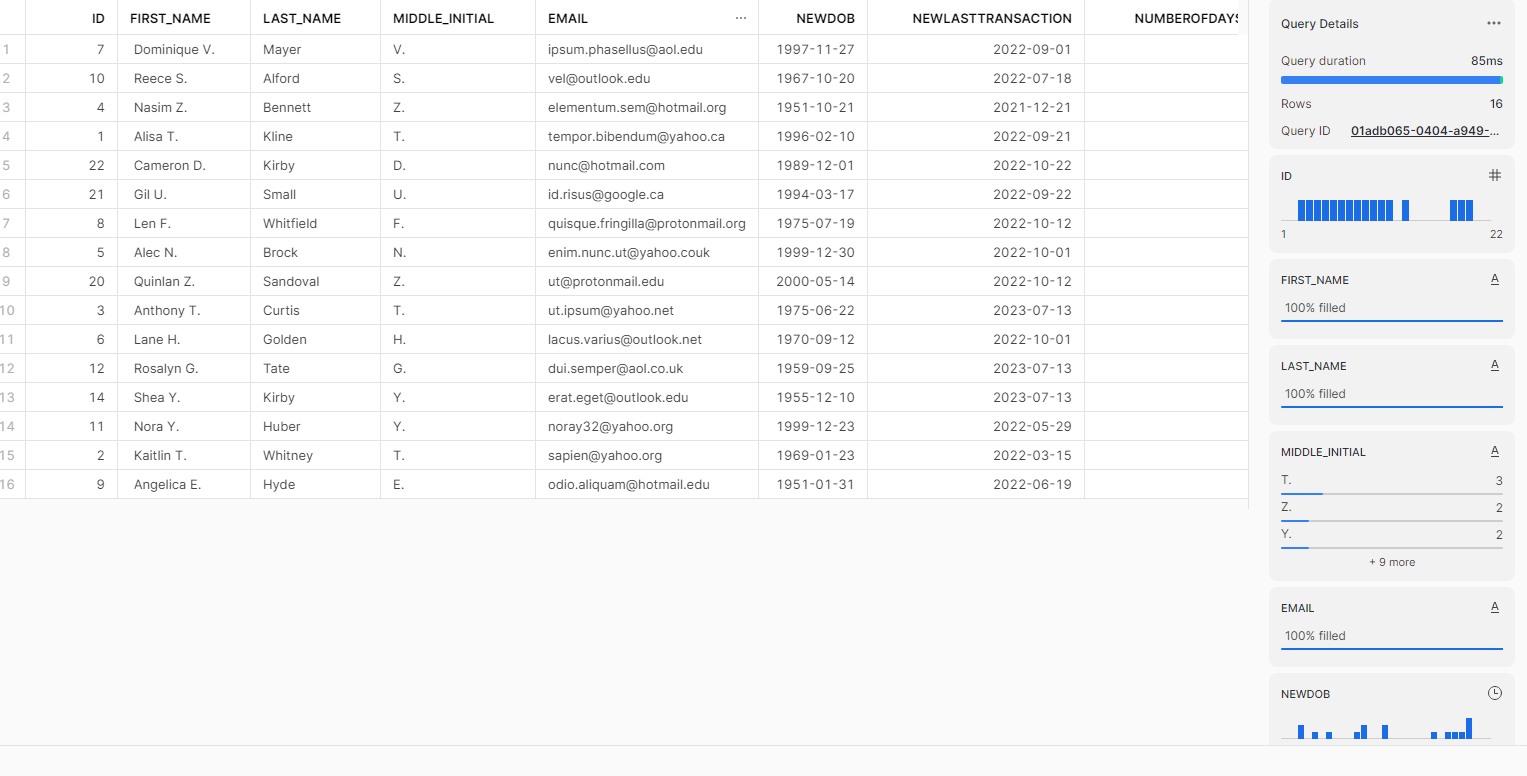 ID FIRST_NAME LAST_NAME MIDDLE_INITIAL EMAIL ... NEWDOB NEWLASTTRANSACTION NUMBEROFDAYS
1 7 Dominique V. Mayer V. ipsum.phasellus@aol.edu 1997-11-27 2022-09-01
2 10 Reece S. Alford S. vel@outlook.edu 1967-10-20 2022-07-18
3 4 Nasim Z. Bennett Z. elementum.sem@hotmail.org 1951-10-21 2021-12-21
4 1 Alisa T. Kline T. tempor.bibendum@yahoo.ca 1996-02-10 2022-09-21
5 22 Cameron D. Kirby D. nunc@hotmail.com 1989-12-01 2022-10-22
6 21 Gil U. Small U. id.risus@google.ca 1994-03-17 2022-09-22
7 8 Len F. Whitfield F. quisque.fringilla@protonmail.org 1975-07-19 2022-10-12
8 5 Alec N. Brock N. enim.nunc.ut@yahoo.couk 1999-12-30 2022-10-01
9 20 Quinlan Z. Sandoval Z. ut@protonmail.edu 2000-05-14 2022-10-12
10 3 Anthony T. Curtis T. ut.ipsum@yahoo.net 1975-06-22 2023-07-13
11 6 Lane H. Golden H. lacus.varius@outlook.net 1970-09-12 2022-10-01
12 12 Rosalyn G. Tate G. dui.semper@aol.co.uk 1959-09-25 2023-07-13
13 14 Shea Y. Kirby Y. erat.eget@outlook.edu 1955-12-10 2023-07-13
14 11 Nora Y. Huber Y. noray32@yahoo.org 1999-12-23 2022-05-29
15 2 Kaitlin T. Whitney T. sapien@yahoo.org 1969-01-23 2022-03-15
16 9 Angelica E. Hyde E. odio.aliquam@hotmail.edu 1951-01-31 2022-06-19
Query Details ...
Query duration 85ms
Rows 16
Query ID 01adb065-0404-a949-...
ID #
1 22
FIRST_NAME A
100% filled
LAST_NAME A
100% filled
MIDDLE_INITIAL A
T. 3
Z. 2
Y. 2
+ 9 more
EMAIL A
100% filled
NEWDOB